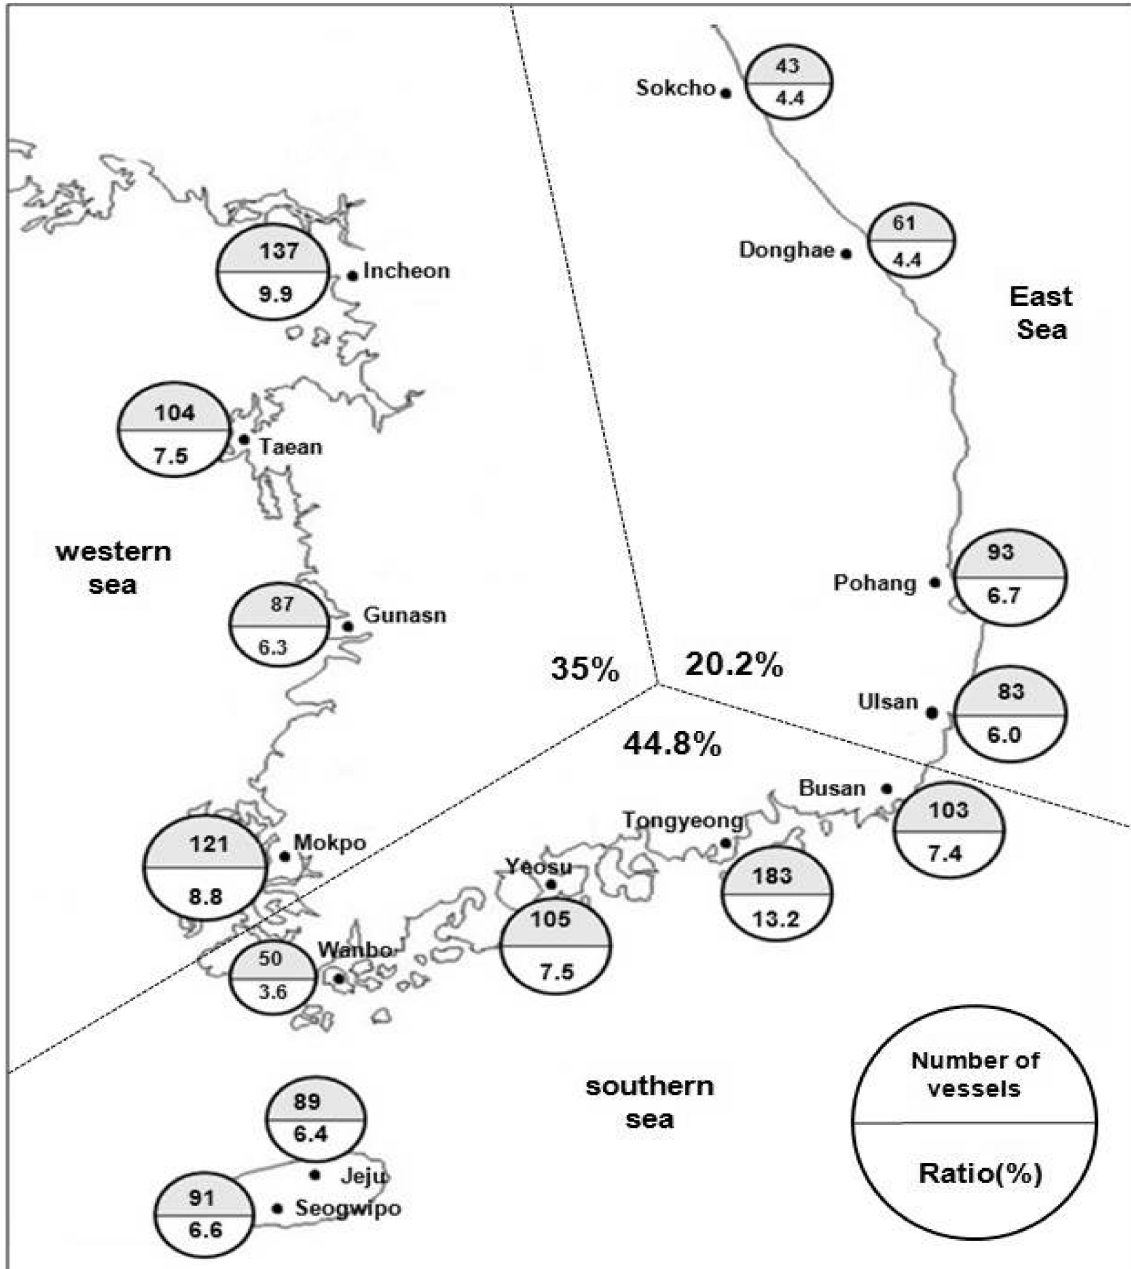 Sokcho
43
4.4
Donghae
61
4.4
East
Sea
137
9.9
Incheon
104
7.5
Taean
western
sea
87
6.3
Gunasn
Pohang
93
6.7
35%
20.2%
44.8%
Ulsan
83
6.0
Busan
103
7.4
Tongyeong
183
13.2
Yeosu
105
7.5
Mokpo
121
8.8
Wanbo
50
3.6
southern
sea
89
6.4
Jeju
91
6.6
Seogwipo
Number of
vessels
Ratio(%)